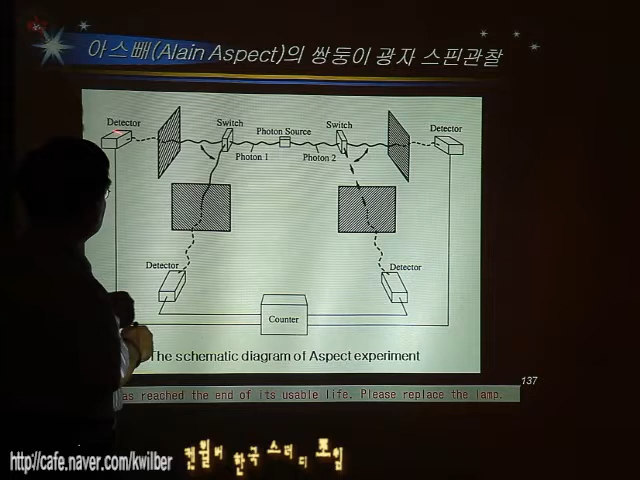 아스뻬(Alain Aspect)의 쌍둥이 광자 스핀관찰
Detector
Switch
Photon Source
Switch
Detector
Photon 1
Photon 2
Detector
Detector
Counter
The schematic diagram of Aspect experiment
137
as reached the end of its usable life. Please replace the lamp.
http://cafe.naver.com/kwilber
켄윌버 한국 스터디 모임